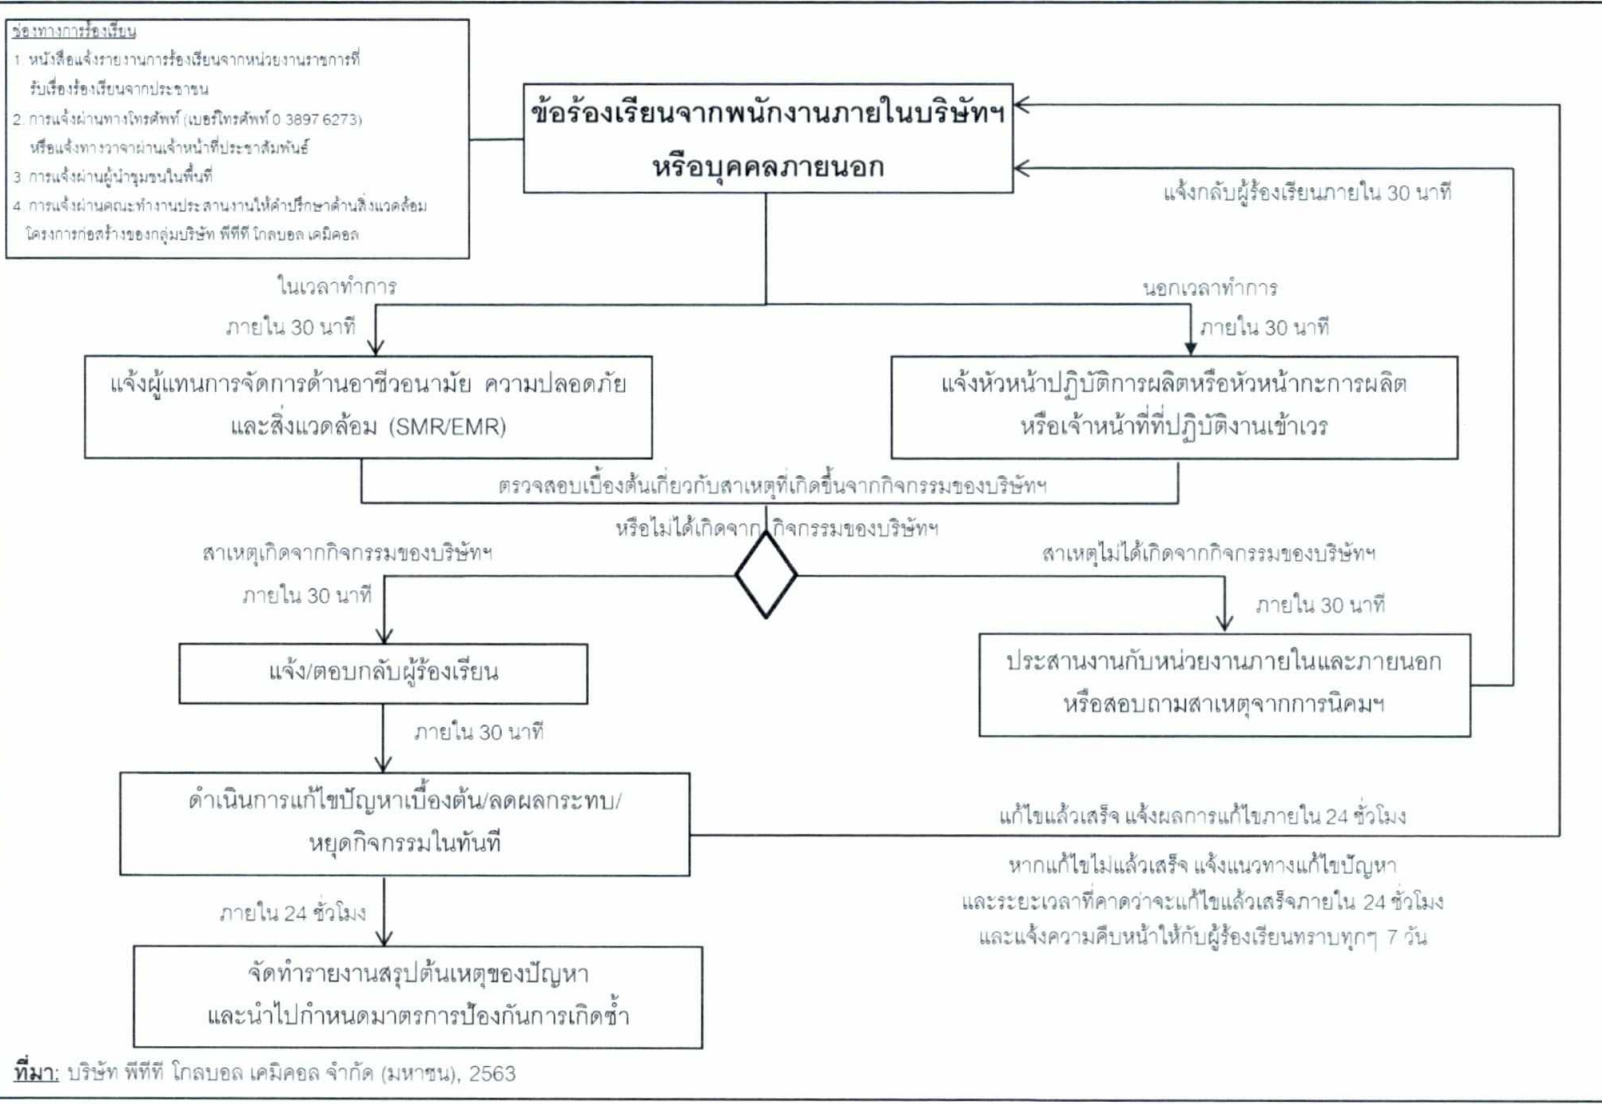 ช่องทางการร้องเรียน
1. หนังสือแจ้งรายงานการร้องเรียนจากหน่วยงานราชการที่
รับเรื่องร้องเรียนจากประชาชน
2. การแจ้งผ่านทางโทรศัพท์ (เบอร์โทรศัพท์ 0 3897 6273)
หรือแจ้งทางวาจาผ่านเจ้าหน้าที่ประชาสัมพันธ์
3. การแจ้งผ่านผู้นำชุมชนในพื้นที่
4. การแจ้งผ่านคณะทำงานประสานงานให้คำปรึกษาด้านสิ่งแวดล้อม
โครงการก่อสร้างของกลุ่มบริษัท พีทีที โกลบอล เคมิคอล
ข้อร้องเรียนจากพนักงานภายในบริษัทฯ
หรือบุคคลภายนอก
แจ้งกลับผู้ร้องเรียนภายใน 30 นาที
ในเวลาทำการ
นอกเวลาทำการ
ภายใน 30 นาที
ภายใน 30 นาที
แจ้งผู้แทนการจัดการด้านอาชีวอนามัย ความปลอดภัย
และสิ่งแวดล้อม (SMR/EMR)
แจ้งหัวหน้าปฏิบัติการผลิตหรือหัวหน้ากะการผลิต
หรือเจ้าหน้าที่ที่ปฏิบัติงานเข้าเวร
ตรวจสอบเบื้องต้นเกี่ยวกับสาเหตุที่เกิดขึ้นจากกิจกรรมของบริษัทฯ
หรือไม่ได้เกิดจาก กิจกรรมของบริษัทฯ
สาเหตุเกิดจากกิจกรรมของบริษัทฯ
สาเหตุไม่ได้เกิดจากกิจกรรมของบริษัทฯ
ภายใน 30 นาที
ภายใน 30 นาที
แจ้ง/ตอบกลับผู้ร้องเรียน
ประสานงานกับหน่วยงานภายในและภายนอก
หรือสอบถามสาเหตุจากการนิคมฯ
ภายใน 30 นาที
ดำเนินการแก้ไขปัญหาเบื้องต้น/ลดผลกระทบ/
หยุดกิจกรรมในทันที
แก้ไขแล้วเสร็จ แจ้งผลการแก้ไขภายใน 24 ชั่วโมง
หากแก้ไขไม่แล้วเสร็จ แจ้งแนวทางแก้ไขปัญหา
และระยะเวลาที่คาดว่าจะแก้ไขแล้วเสร็จภายใน 24 ชั่วโมง
และแจ้งความคืบหน้าให้กับผู้ร้องเรียนทราบทุกๆ 7 วัน
ภายใน 24 ชั่วโมง
จัดทำรายงานสรุปต้นเหตุของปัญหา
และนำไปกำหนดมาตรการป้องกันการเกิดซ้ำ
ที่มา: บริษัท พีทีที โกลบอล เคมิคอล จำกัด (มหาชน), 2563